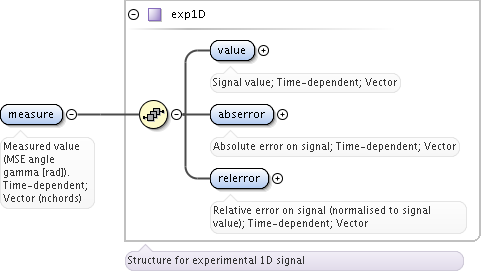 exp1D
value
Signal value; Time-dependent; Vector
measure
abserror
Measured value
(MSE angle
gamma [rad]).
Time-dependent;
Vector (nchords)
Absolute error on signal; Time-dependent; Vector
relerror
Relative error on signal (normalised to signal
value); Time-dependent; Vector
Structure for experimental 1D signal